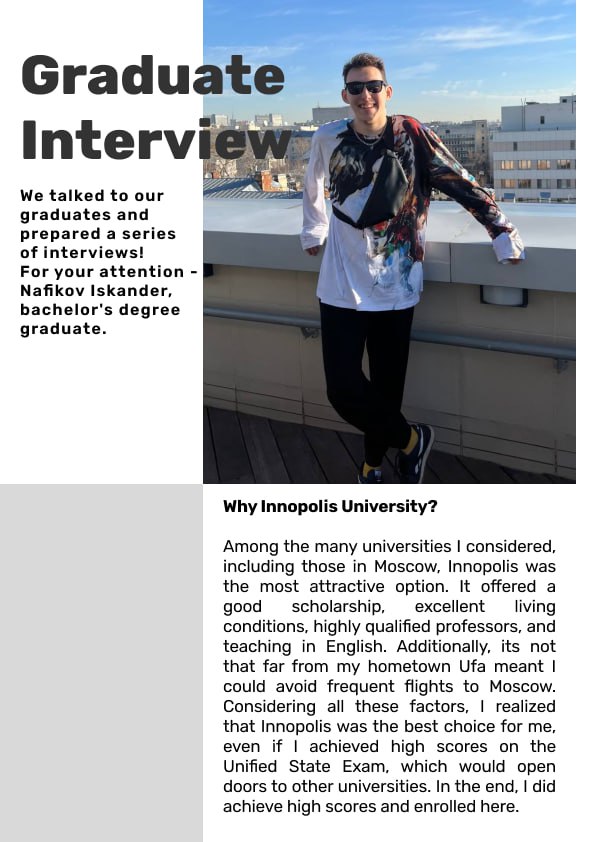 Graduate
Interview
We talked to our
graduates and
prepared a series
of interviews!
For your attention -
Nafikov Iskander,
bachelor's degree
graduate.
Why Innopolis University?
Among the many universities I considered,
including those in Moscow, Innopolis was
the most attractive option. It offered a
good scholarship, excellent living
conditions, highly qualified professors, and
teaching in English. Additionally, its not
that far from my hometown Ufa meant I
could avoid frequent flights to Moscow.
Considering all these factors, I realized
that Innopolis was the best choice for me,
even if I achieved high scores on the
Unified State Exam, which would open
doors to other universities. In the end, I did
achieve high scores and enrolled here.